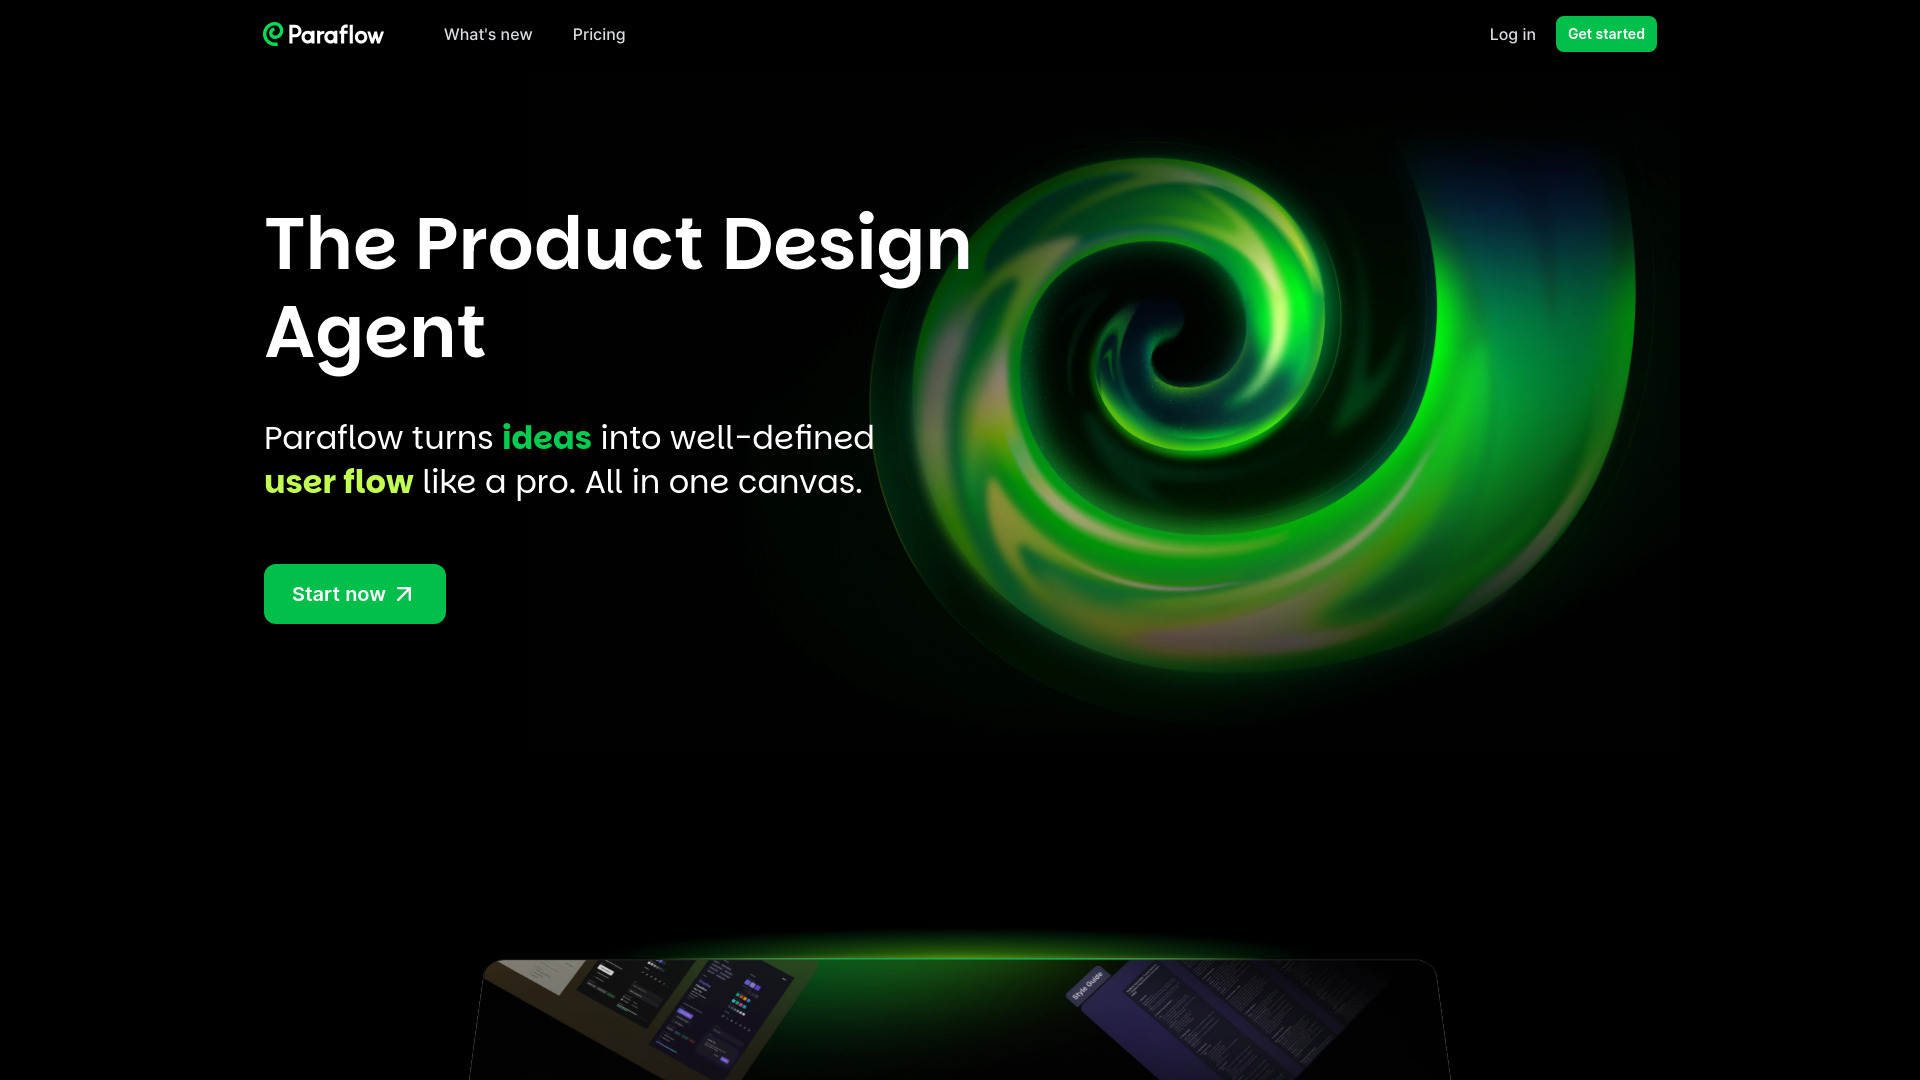 Paraflow
What's new
Pricing
Log in
Get started
The Product Design
Agent
Paraflow turns ideas into well-defined
user flow like a pro. All in one canvas.
Start now
Style Guide